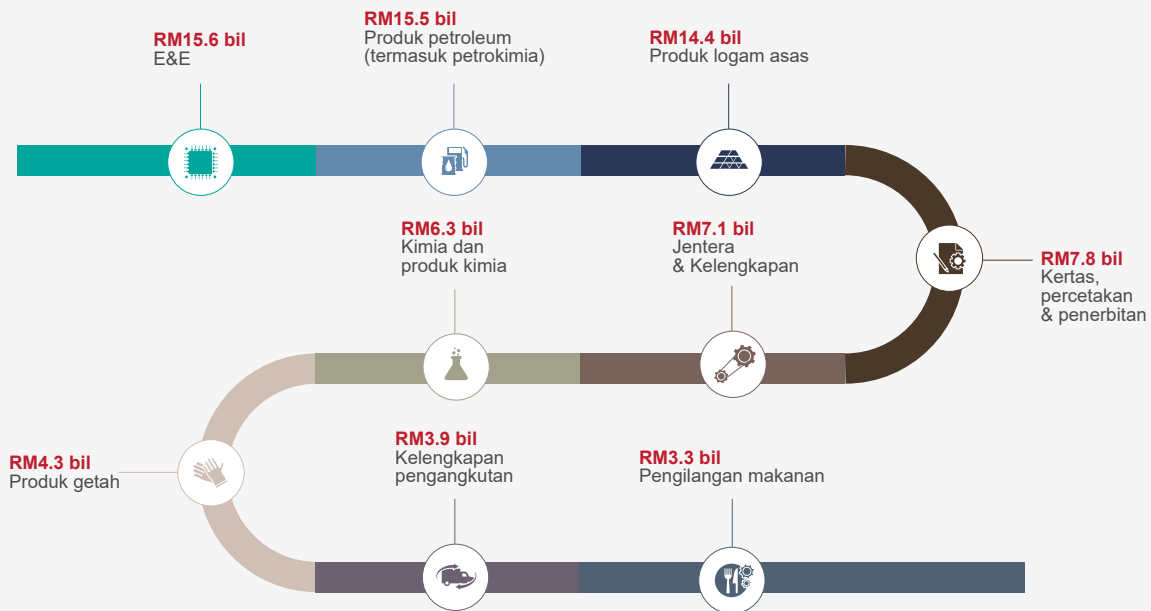 RM15.6 bil
E&E
RM15.5 bil
Produk petroleum
(termasuk petrokimia)
RM14.4 bil
Produk logam asas
RM7.8 bil
Kertas,
percetakan
& penerbitan
RM7.1 bil
Jentera
& Kelengkapan
RM6.3 bil
Kimia dan
produk kimia
RM4.3 bil
Produk getah
RM3.9 bil
Kelengkapan
pengangkutan
RM3.3 bil
Pengilangan makanan